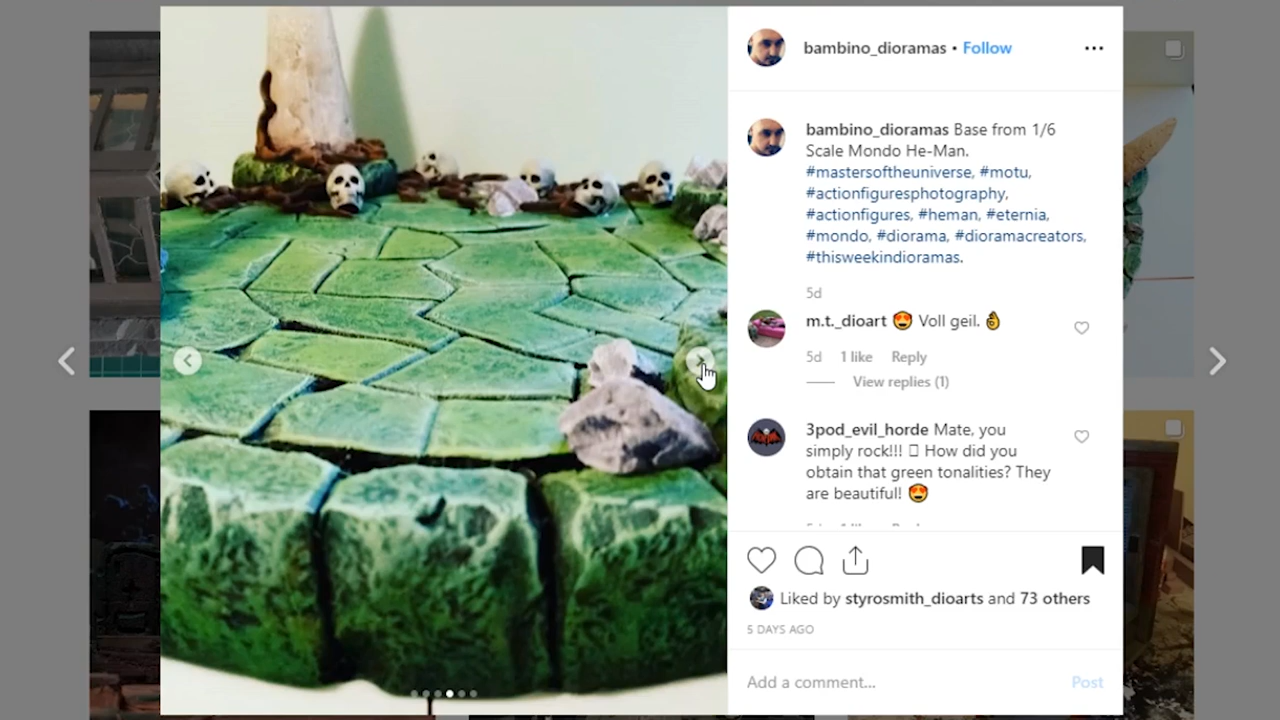 bambino_dioramas • Follow
bambino_dioramas Base from 1/6
Scale Mondo He-Man.
#mastersoftheuniverse, #motu,
#actionfiguresphotography,
#actionfigures, #heman, #eternia,
#mondo, #diorama, #dioramacreators,
#thisweekindioramas.
5d
m.t._dioart 😍 Voll geil. 👌
5d 1 like Reply
View replies (1)
3pod_evil_horde Mate, you
simply rock!!! How did you
obtain that green tonalities? They
are beautiful! 😍
Liked by styrosmith_dioarts and 73 others
5 DAYS AGO
Add a comment... Post